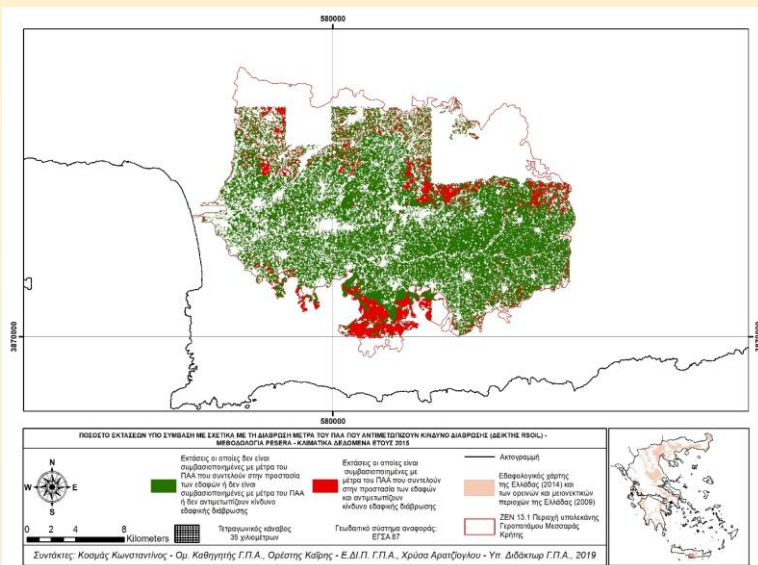 580000
3870000
3870000
580000
ΠΟΣΟΣΤΟ ΕΚΤΑΣΕΩΝ ΥΠΟ ΣΥΜΒΑΣΗ ΜΕ ΣΧΕΤΙΚΑ ΜΕ ΤΗ ΔΙΑΒΡΩΣΗ ΜΕΤΡΑ ΤΟΥ ΠΑΑ ΠΟΥ ΑΝΤΙΜΕΤΩΠΙΖΟΥΝ ΚΙΝΔΥΝΟ ΔΙΑΒΡΩΣΗΣ (ΔΕΙΚΤΗΣ RSOIL) -
ΜΕΘΟΔΟΛΟΓΙΑ PESERA - ΚΛΙΜΑΤΙΚΑ ΔΕΔΟΜΕΝΑ ΕΤΟΥΣ 2015
N
W E
S
0 2 4 8
Kilometers
Εκτάσεις οι οποίες δεν είναι
συμβασιοποιημένες με μέτρα του
ΠΑΑ που συντελούν στην προστασία
των εδαφών ή δεν είναι
συμβασιοποιημένες με μέτρα του ΠΑΑ
ή δεν αντιμετωπίζουν κίνδυνο
εδαφικής διάβρωσης
Τετραγωνικός κάναβος
35 χιλιομέτρων
Εκτάσεις οι οποίες είναι
συμβασιοποιημένες με
μέτρα του ΠΑΑ που συντελούν
στην προστασία των εδαφών
και αντιμετωπίζουν
κίνδυνο εδαφικής διάβρωσης
Γεωδαιτικό σύστημα αναφοράς:
ΕΓΣΑ 87
Ακτογραμμή
Εδαφολογικός χάρτης
της Ελλάδας (2014) και
των ορεινών και μειονεκτικών
περιοχών της Ελλάδας (2009)
ZEN 13.1 Περιοχή υπολεκάνης
Γεροποτάμου Μεσσαράς
Κρήτης
Συντάκτες: Κοσμάς Κωνσταντίνος - Ομ. Καθηγητής Γ.Π.Α., Ορέστης Καΐρης - Ε.ΔΙ.Π. Γ.Π.Α., Χρύσα Αρατζίογλου - Υπ. Διδάκτωρ Γ.Π.Α., 2019